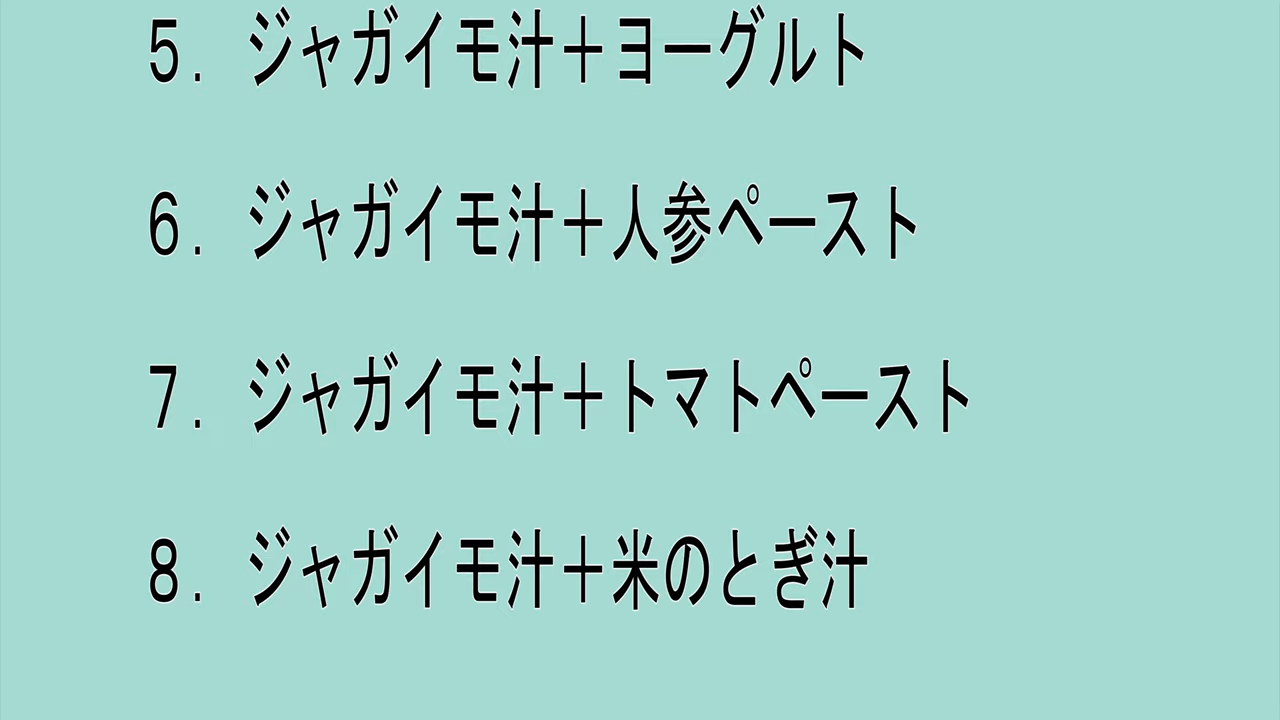 5．ジャガイモ汁＋ヨーグルト
6．ジャガイモ汁＋人参ペースト
7．ジャガイモ汁＋トマトペースト
8．ジャガイモ汁＋米のとぎ汁